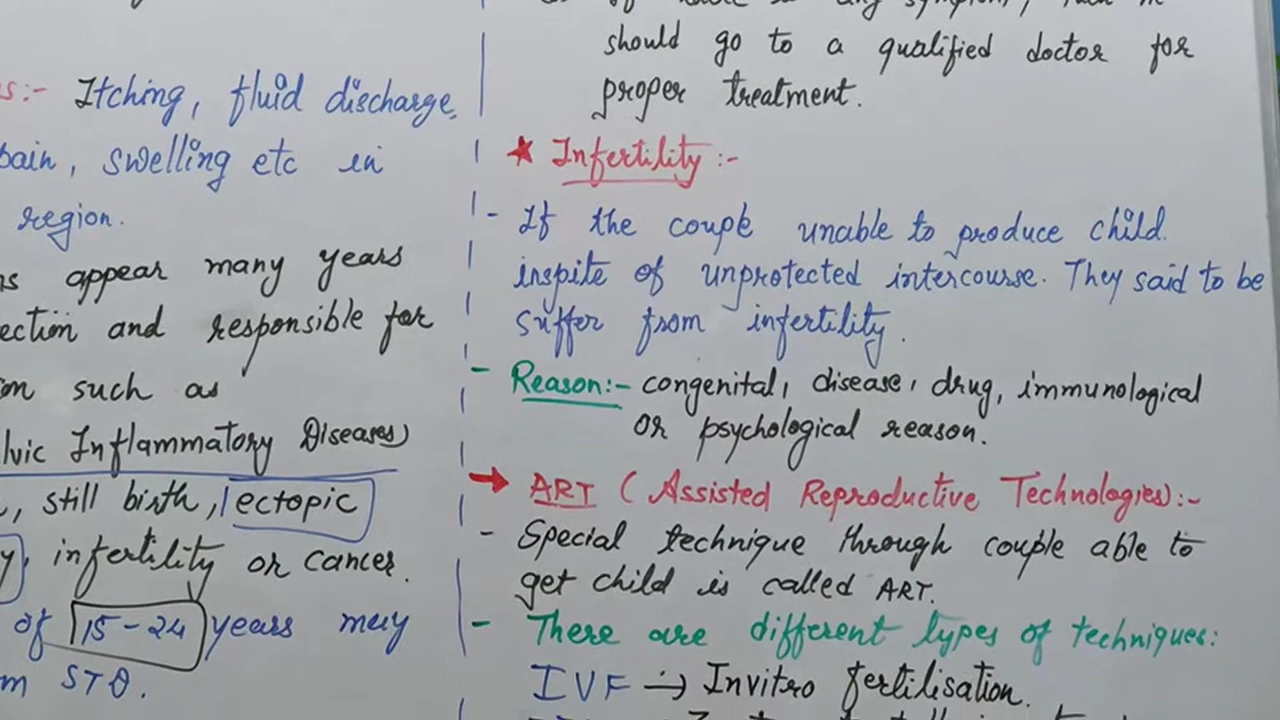 s:- Itching, fluid discharge,
pain, swelling etc in
region.
appear many years
ection and responsible for
such as
lvic Inflammatory Diseases)
, still birth, ectopic
y, infertility or cancer.
of 15-24 years may
m STD.
should go to a qualified doctor for
proper treatment.
★ Infertility :-
- If the couple unable to produce child.
inspite of unprotected intercourse. They said to be
suffer from infertility.
- Reason:- congenital, disease, drug, immunological
or psychological reason.
→ ART (Assisted Reproductive Technologies):-
- Special technique through couple able to
get child is called ART.
- There are different types of techniques:
IVF → Invitro fertilisation.